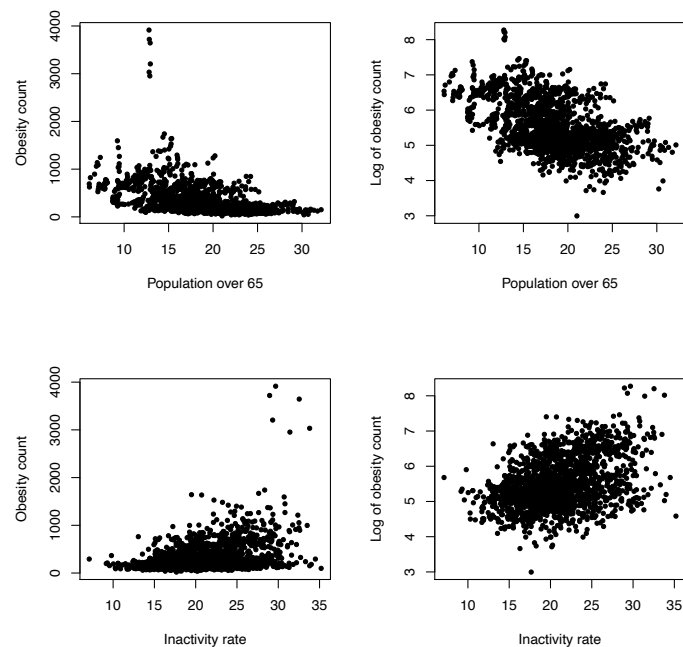 Obesity count
0 1000 2000 3000 4000
10 15 20 25 30
Population over 65
Log of obesity count
3 4 5 6 7 8
10 15 20 25 30
Population over 65
Obesity count
0 1000 2000 3000 4000
10 15 20 25 30 35
Inactivity rate
Log of obesity count
3 4 5 6 7 8
10 15 20 25 30 35
Inactivity rate